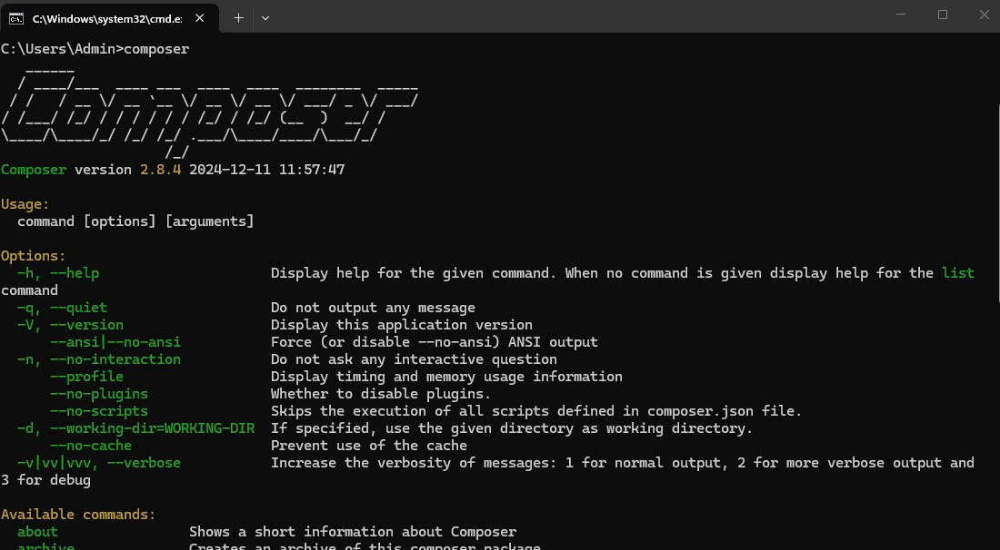 C:\Windows\system32\cmd.e:
C:\Users\Admin>composer
   ______
  / ____/___  ____ ___  ____  ____  ________  _____
 / /   / __ \/ __ `__ \/ __ \/ __ \/ ___/ _ \/ ___/
/ /___/ /_/ / / / / / / /_/ / /_/ (__  )  __/ /
\____/\____/_/ /_/ /_/ .___/\____/____/\___/_/
                    /_/
Composer version 2.8.4 2024-12-11 11:57:47
Usage:
  command [options] [arguments]
Options:
  -h, --help                     Display help for the given command. When no command is given display help for the list
command
  -q, --quiet                    Do not output any message
  -V, --version                  Display this application version
      --ansi|--no-ansi           Force (or disable --no-ansi) ANSI output
  -n, --no-interaction           Do not ask any interactive question
      --profile                  Display timing and memory usage information
      --no-plugins               Whether to disable plugins.
      --no-scripts               Skips the execution of all scripts defined in composer.json file.
  -d, --working-dir=WORKING-DIR  If specified, use the given directory as working directory.
      --no-cache                 Prevent use of the cache
  -v|vv|vvv, --verbose           Increase the verbosity of messages: 1 for normal output, 2 for more verbose output and
3 for debug
Available commands:
  about                Shows a short information about Composer
  archive              Creates an archive of this composer package